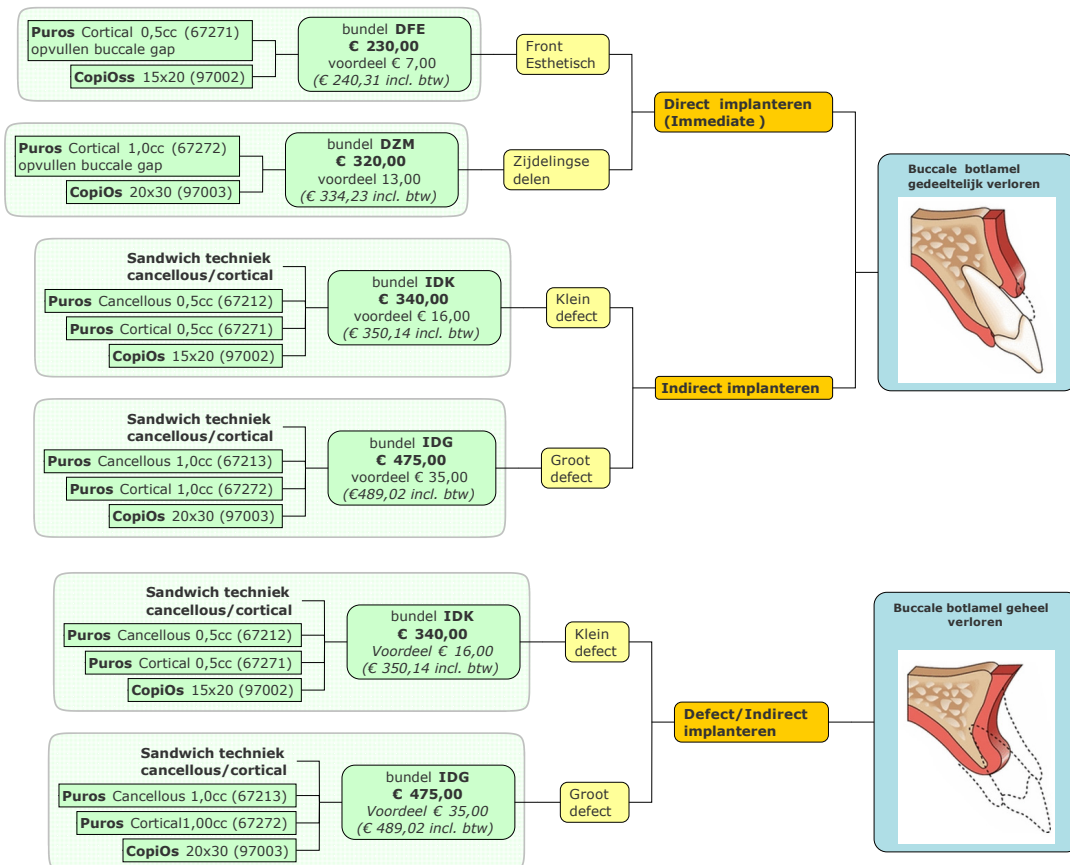 Puros Cortical 0,5cc (67271)
opvullen buccale gap
CopiOss 15x20 (97002)
bundel DFE
€ 230,00
voordeel € 7,00
(€ 240,31 incl. btw)
Front
Esthetisch
Puros Cortical 1,0cc (67272)
opvullen buccale gap
CopiOs 20x30 (97003)
bundel DZM
€ 320,00
voordeel 13,00
(€ 334,23 incl. btw)
Zijdelingse
delen
Direct implanteren
(Immediate )
Sandwich techniek
cancellous/cortical
Puros Cancellous 0,5cc (67212)
Puros Cortical 0,5cc (67271)
CopiOs 15x20 (97002)
bundel IDK
€ 340,00
voordeel € 16,00
(€ 350,14 incl. btw)
Klein
defect
Sandwich techniek
cancellous/cortical
Puros Cancellous 1,0cc (67213)
Puros Cortical 1,0cc (67272)
CopiOs 20x30 (97003)
bundel IDG
€ 475,00
voordeel € 35,00
(€489,02 incl. btw)
Groot
defect
Indirect implanteren
Buccale botlamel
gedeeltelijk verloren
Sandwich techniek
cancellous/cortical
Puros Cancellous 0,5cc (67212)
Puros Cortical 0,5cc (67271)
CopiOs 15x20 (97002)
bundel IDK
€ 340,00
Voordeel € 16,00
(€ 350,14 incl. btw)
Klein
defect
Sandwich techniek
cancellous/cortical
Puros Cancellous 1,0cc (67213)
Puros Cortical1,00cc (67272)
CopiOs 20x30 (97003)
bundel IDG
€ 475,00
Voordeel € 35,00
(€ 489,02 incl. btw)
Groot
defect
Defect/Indirect
implanteren
Buccale botlamel geheel
verloren